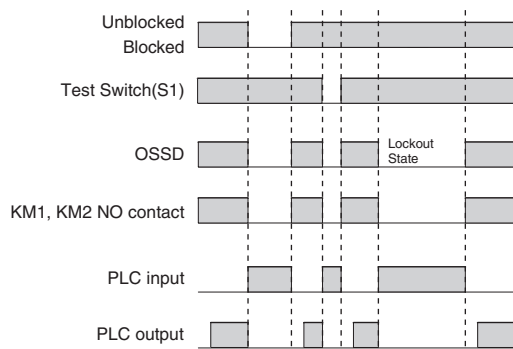 Unblocked
Blocked
Test Switch(S1)
OSSD
Lockout
State
KM1, KM2 NO contact
PLC input
PLC output